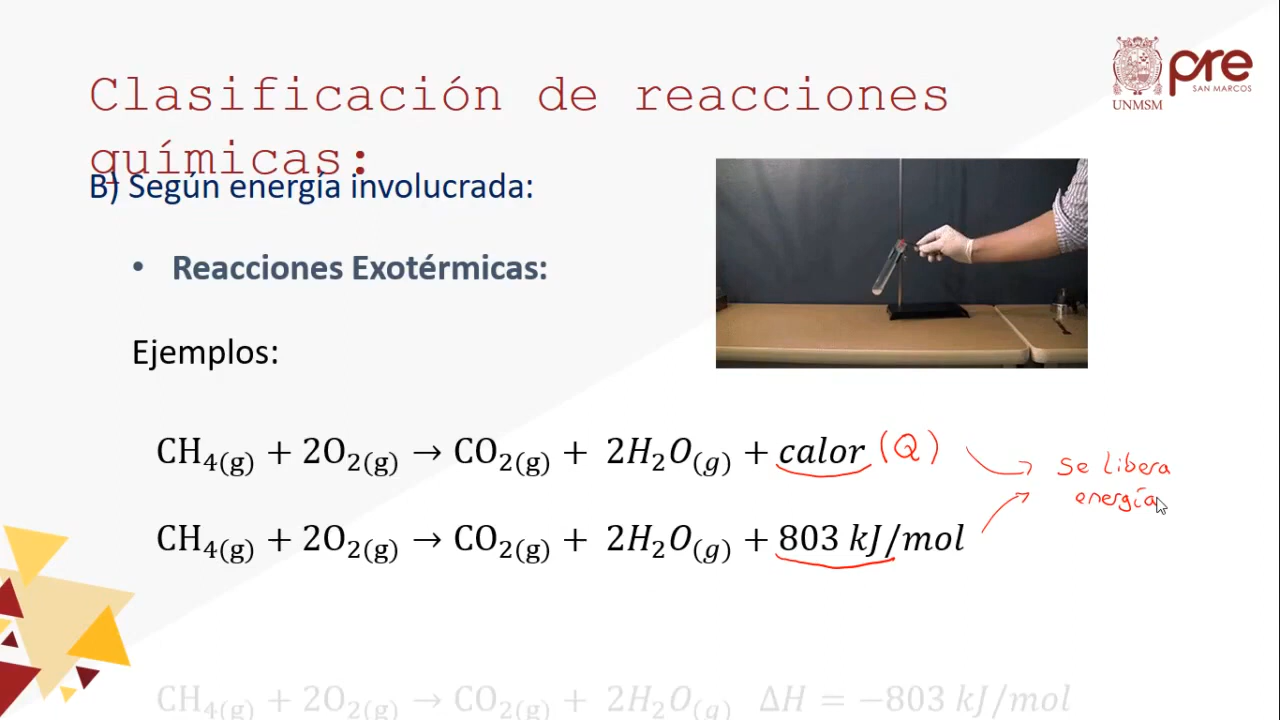 Clasificación de reacciones
químicas:
UNMSM
pre
SAN MARCOS
B) Según energía involucrada:
• Reacciones Exotérmicas:
Ejemplos:
CH₄₍g₎ + 2O₂₍g₎ → CO₂₍g₎ + 2H₂O₍g₎ + calor (Q)
Se libera
energía
CH₄₍g₎ + 2O₂₍g₎ → CO₂₍g₎ + 2H₂O₍g₎ + 803 kJ/mol
CH₄₍g₎ + 2O₂₍g₎ → CO₂₍g₎ + 2H₂O₍g₎ ΔH = −803 kJ/mol